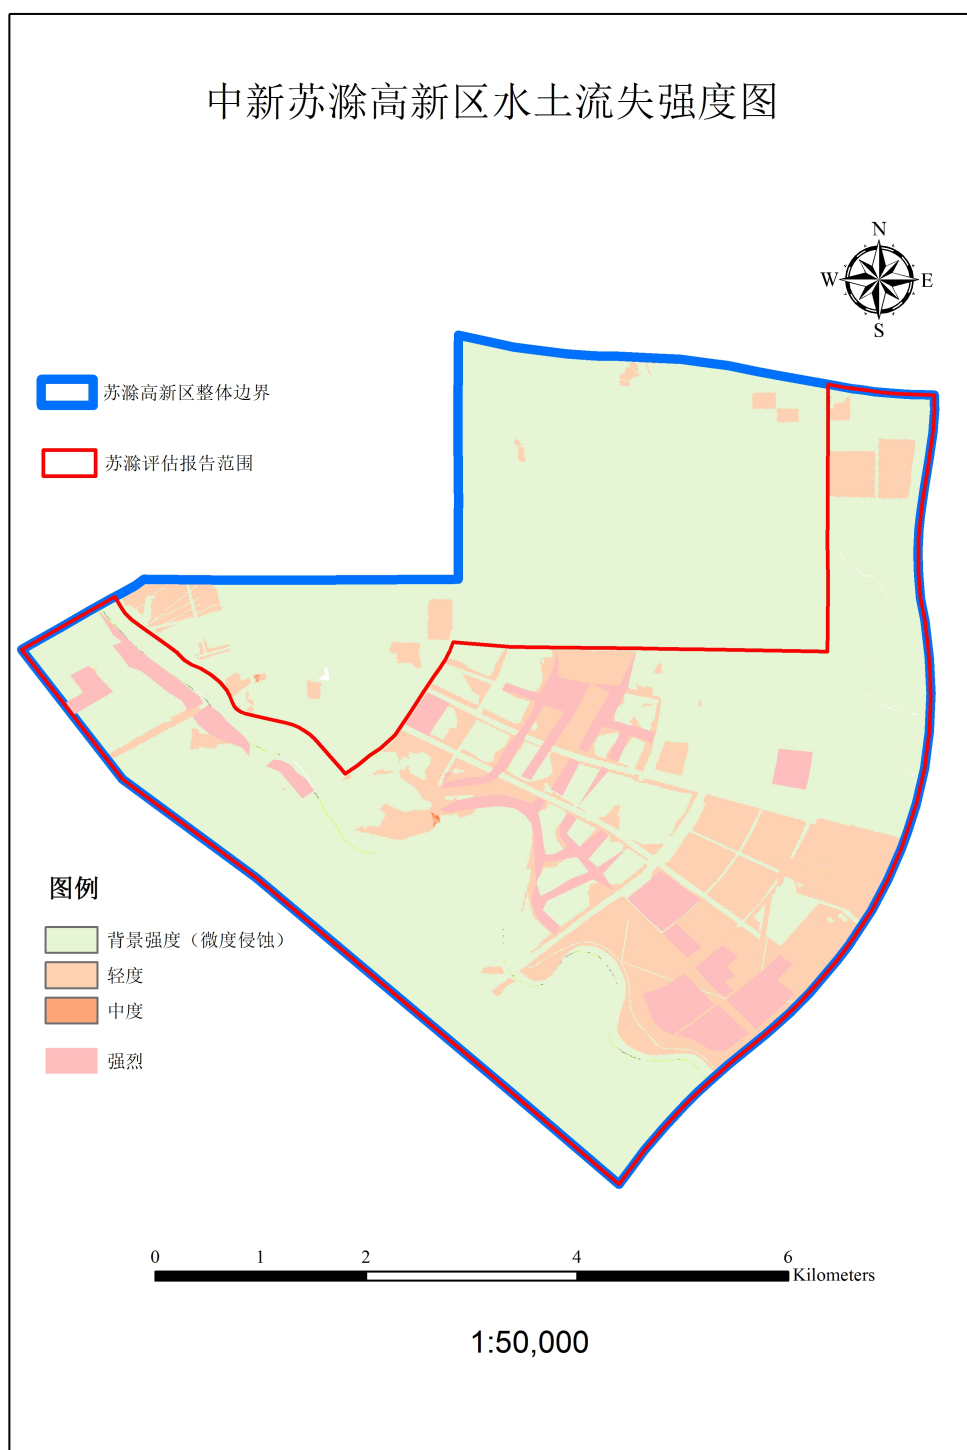 中新苏滁高新区水土流失强度图
N
W
E
S
苏滁高新区整体边界
苏滁评估报告范围
图例
背景强度（微度侵蚀）
轻度
中度
强烈
0 1 2 4 6
Kilometers
1:50,000